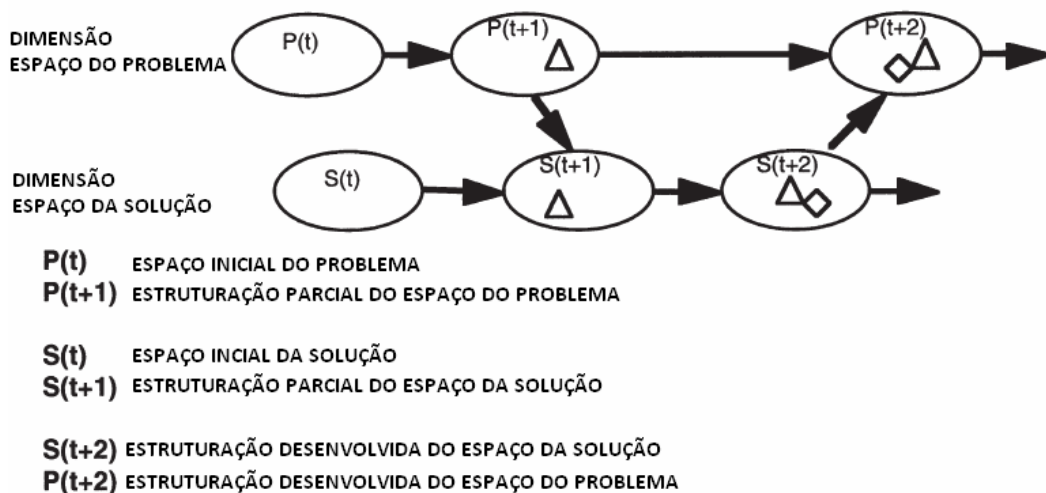 DIMENSÃO
ESPAÇO DO PROBLEMA
P(t)
P(t+1)
P(t+2)
DIMENSÃO
ESPAÇO DA SOLUÇÃO
S(t)
S(t+1)
S(t+2)
P(t) ESPAÇO INICIAL DO PROBLEMA
P(t+1) ESTRUTURAÇÃO PARCIAL DO ESPAÇO DO PROBLEMA
S(t) ESPAÇO INCIAL DA SOLUÇÃO
S(t+1) ESTRUTURAÇÃO PARCIAL DO ESPAÇO DA SOLUÇÃO
S(t+2) ESTRUTURAÇÃO DESENVOLVIDA DO ESPAÇO DA SOLUÇÃO
P(t+2) ESTRUTURAÇÃO DESENVOLVIDA DO ESPAÇO DO PROBLEMA